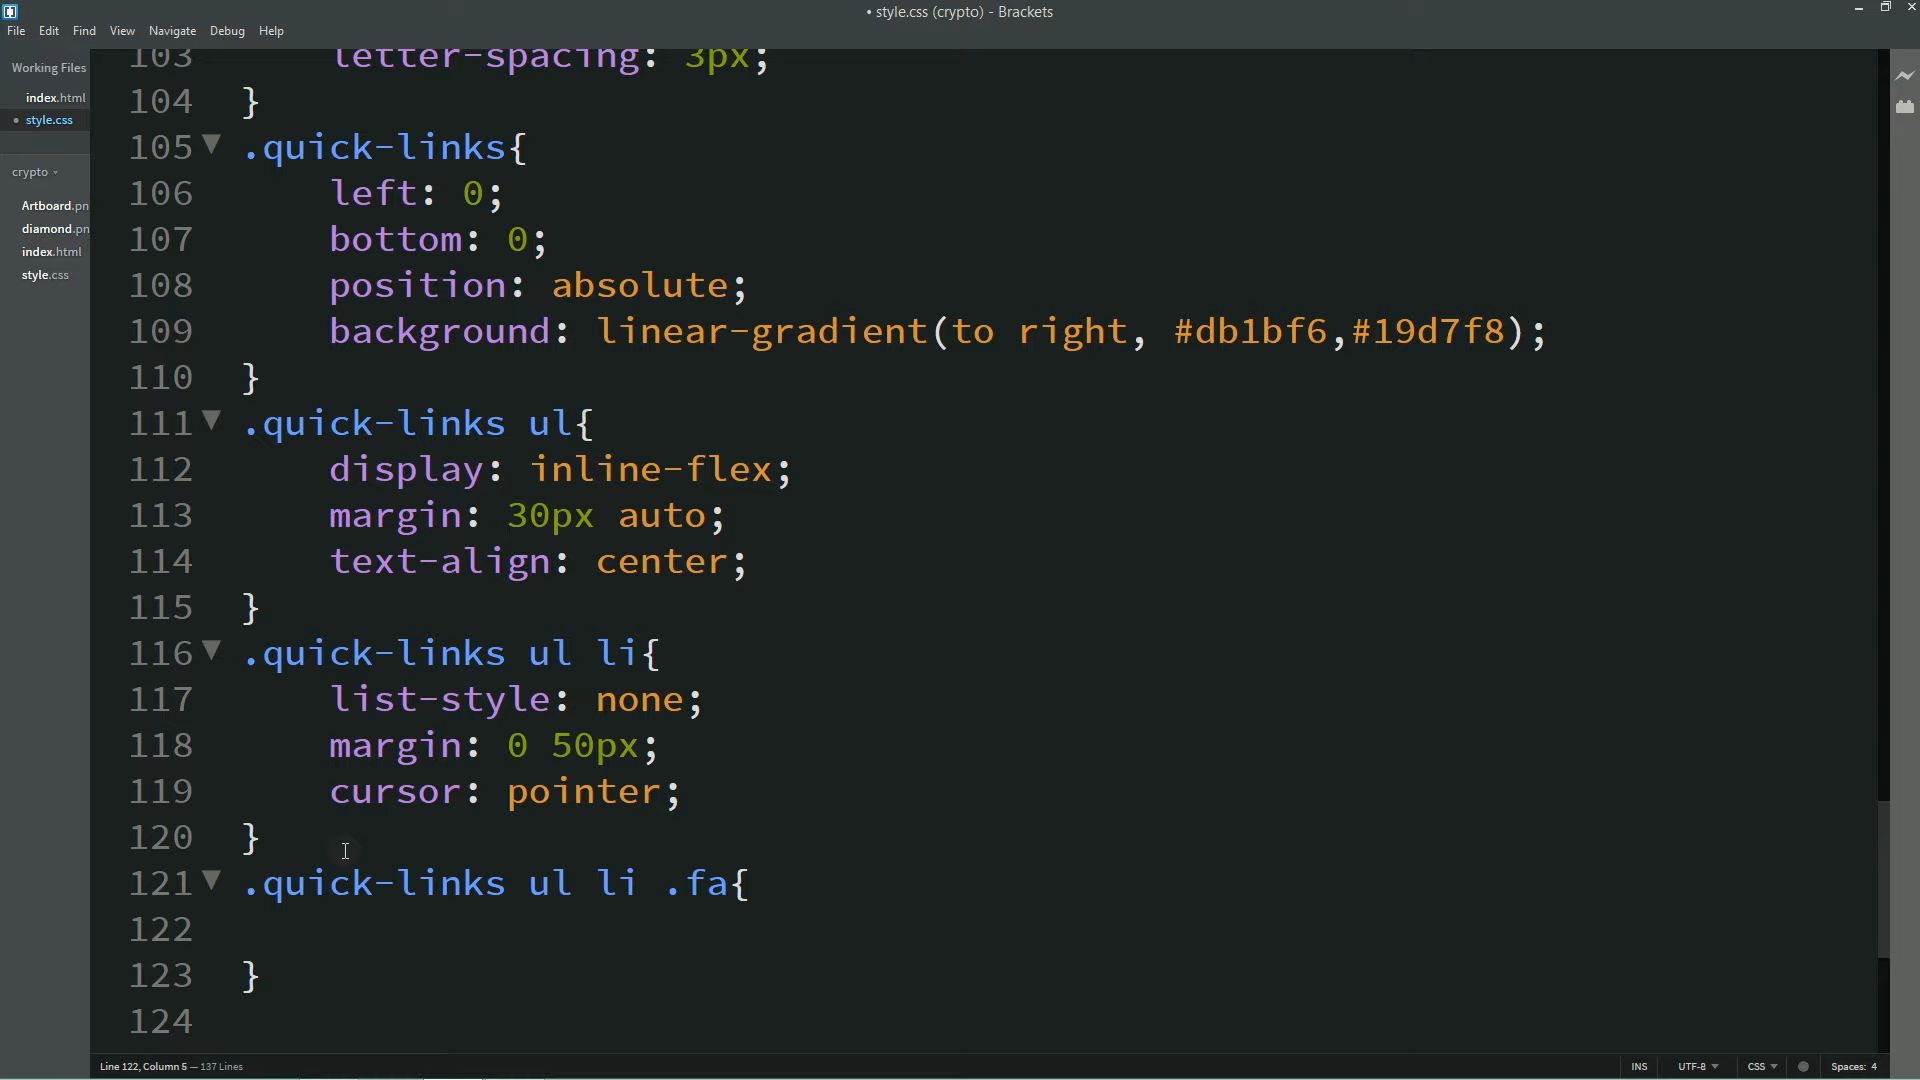 • style.css (crypto) - Brackets
File Edit Find View Navigate Debug Help
Working Files
index.html
• style.css
crypto
Artboard.pn
diamond.pn
index.html
style.css
103 letter-spacing: 3px;
104 }
105 .quick-links{
106 left: 0;
107 bottom: 0;
108 position: absolute;
109 background: linear-gradient(to right, #db1bf6,#19d7f8);
110 }
111 .quick-links ul{
112 display: inline-flex;
113 margin: 30px auto;
114 text-align: center;
115 }
116 .quick-links ul li{
117 list-style: none;
118 margin: 0 50px;
119 cursor: pointer;
120 }
121 .quick-links ul li .fa{
122
123 }
124
Line 122, Column 5 — 137 Lines
INS UTF-8 CSS Spaces: 4